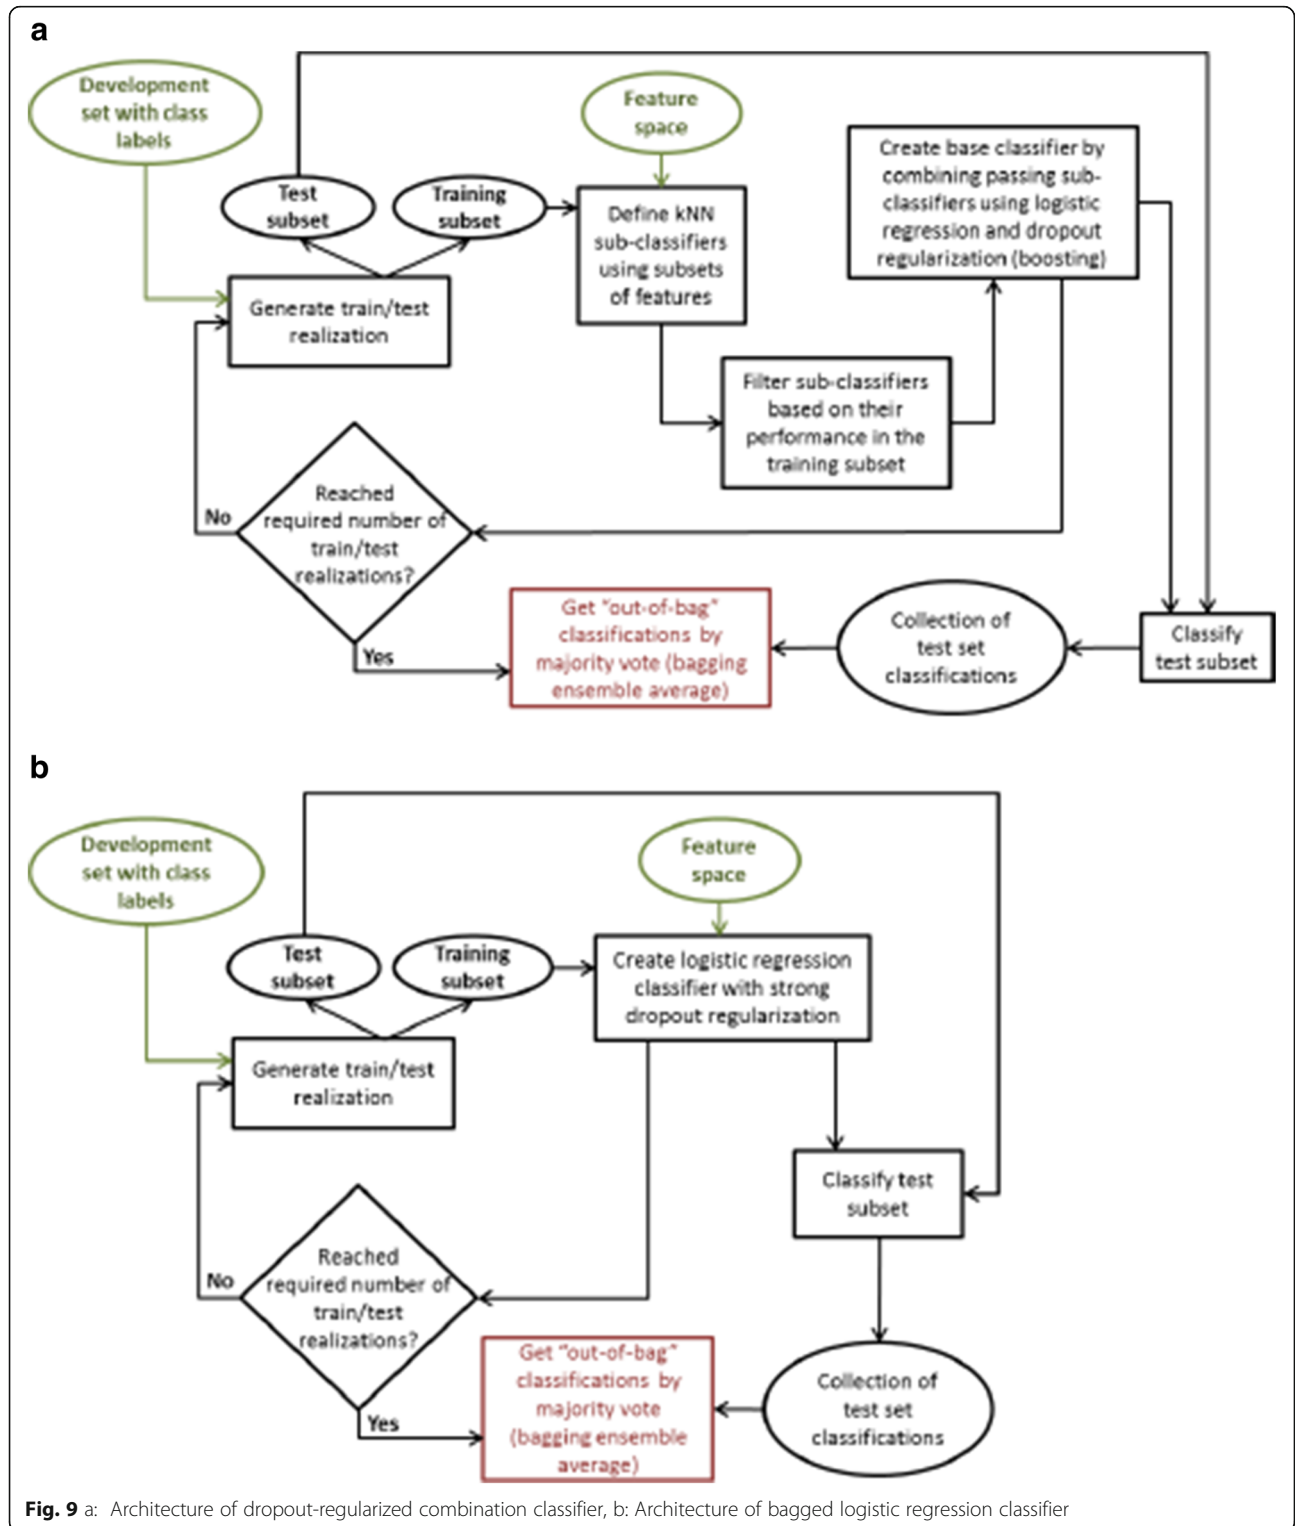 a
Development
set with class
labels
Feature
space
Test
subset
Training
subset
Create base classifier by
combining passing sub-
classifiers using logistic
regression and dropout
regularization (boosting)
Define kNN
sub-classifiers
using subsets
of features
Generate train/test
realization
Filter sub-classifiers
based on their
performance in the
training subset
Reached
required number of
train/test
realizations?
No
Yes
Get "out-of-bag"
classifications by
majority vote (bagging
ensemble average)
Collection of
test set
classifications
Classify
test subset
b
Development
set with class
labels
Feature
space
Test
subset
Training
subset
Create logistic regression
classifier with strong
dropout regularization
Generate train/test
realization
Classify test
subset
Reached
required number of
train/test
realizations?
No
Yes
Get "out-of-bag"
classifications by
majority vote
(bagging ensemble
average)
Collection of
test set
classifications
Fig. 9 a: Architecture of dropout-regularized combination classifier, b: Architecture of bagged logistic regression classifier